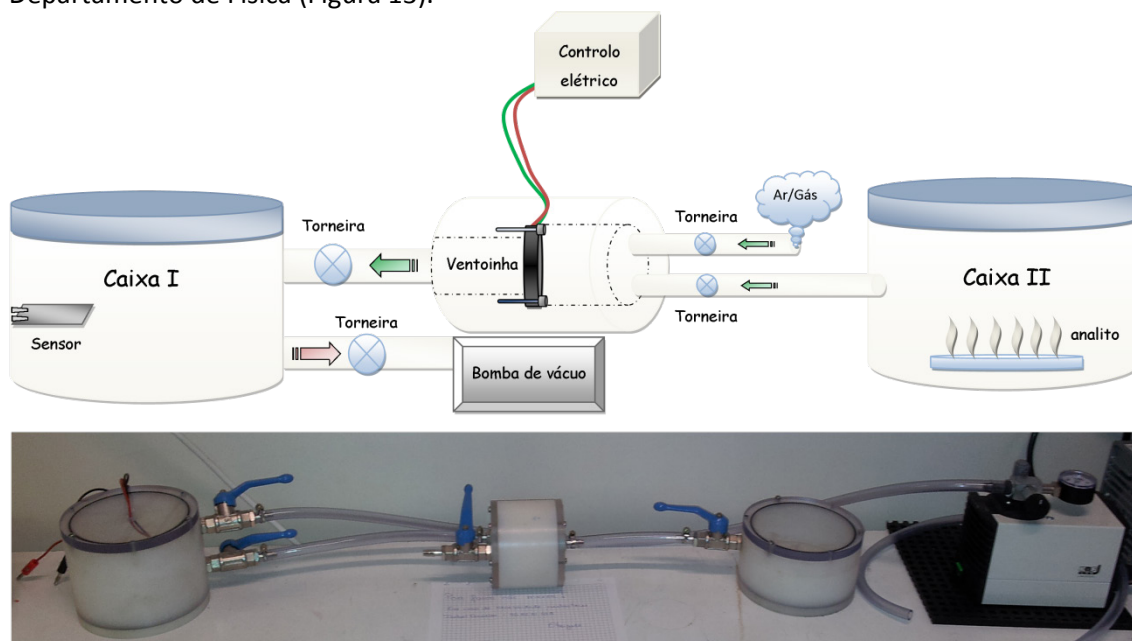 Departamento de Física (Figura 15).
Controlo
elétrico
Ar/Gás
Torneira
Torneira
Ventoinha
Caixa I
Caixa II
Torneira
Torneira
Sensor
analito
Bomba de vácuo